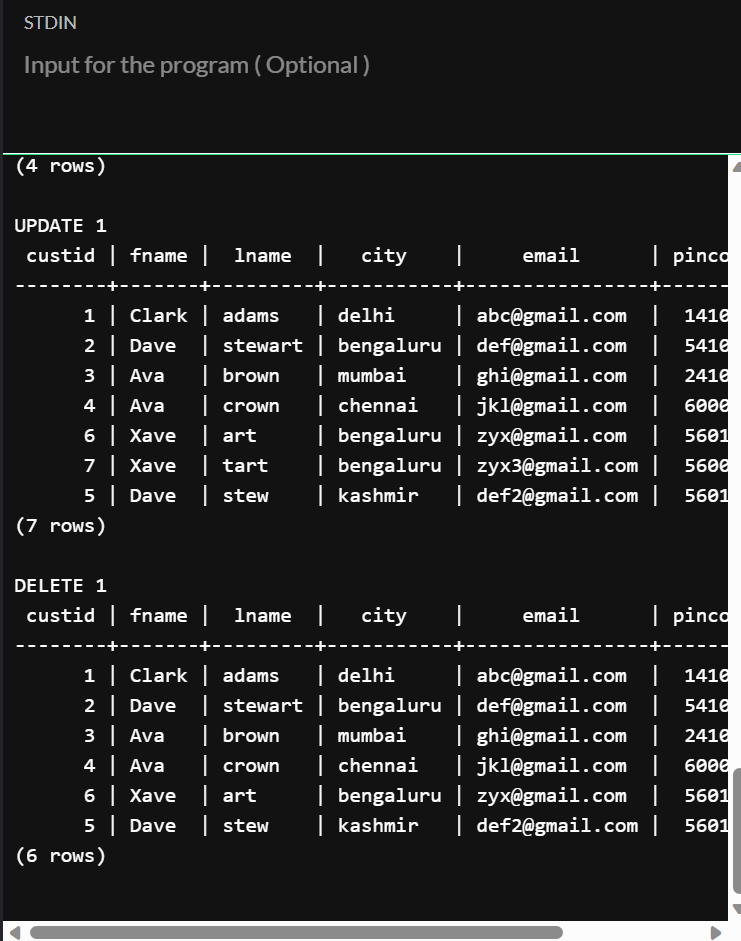 STDIN
Input for the program ( Optional )
(4 rows)
UPDATE 1
 custid | fname |  lname  |   city    |     email      | pinco
--------+-------+---------+-----------+----------------+------
      1 | Clark | adams   | delhi     | abc@gmail.com  |  1410
      2 | Dave  | stewart | bengaluru | def@gmail.com  |  5410
      3 | Ava   | brown   | mumbai    | ghi@gmail.com  |  2410
      4 | Ava   | crown   | chennai   | jkl@gmail.com  |  6000
      6 | Xave  | art     | bengaluru | zyx@gmail.com  |  5601
      7 | Xave  | tart    | bengaluru | zyx3@gmail.com |  5600
      5 | Dave  | stew    | kashmir   | def2@gmail.com |  5601
(7 rows)
DELETE 1
 custid | fname |  lname  |   city    |     email      | pinco
--------+-------+---------+-----------+----------------+------
      1 | Clark | adams   | delhi     | abc@gmail.com  |  1410
      2 | Dave  | stewart | bengaluru | def@gmail.com  |  5410
      3 | Ava   | brown   | mumbai    | ghi@gmail.com  |  2410
      4 | Ava   | crown   | chennai   | jkl@gmail.com  |  6000
      6 | Xave  | art     | bengaluru | zyx@gmail.com  |  5601
      5 | Dave  | stew    | kashmir   | def2@gmail.com |  5601
(6 rows)